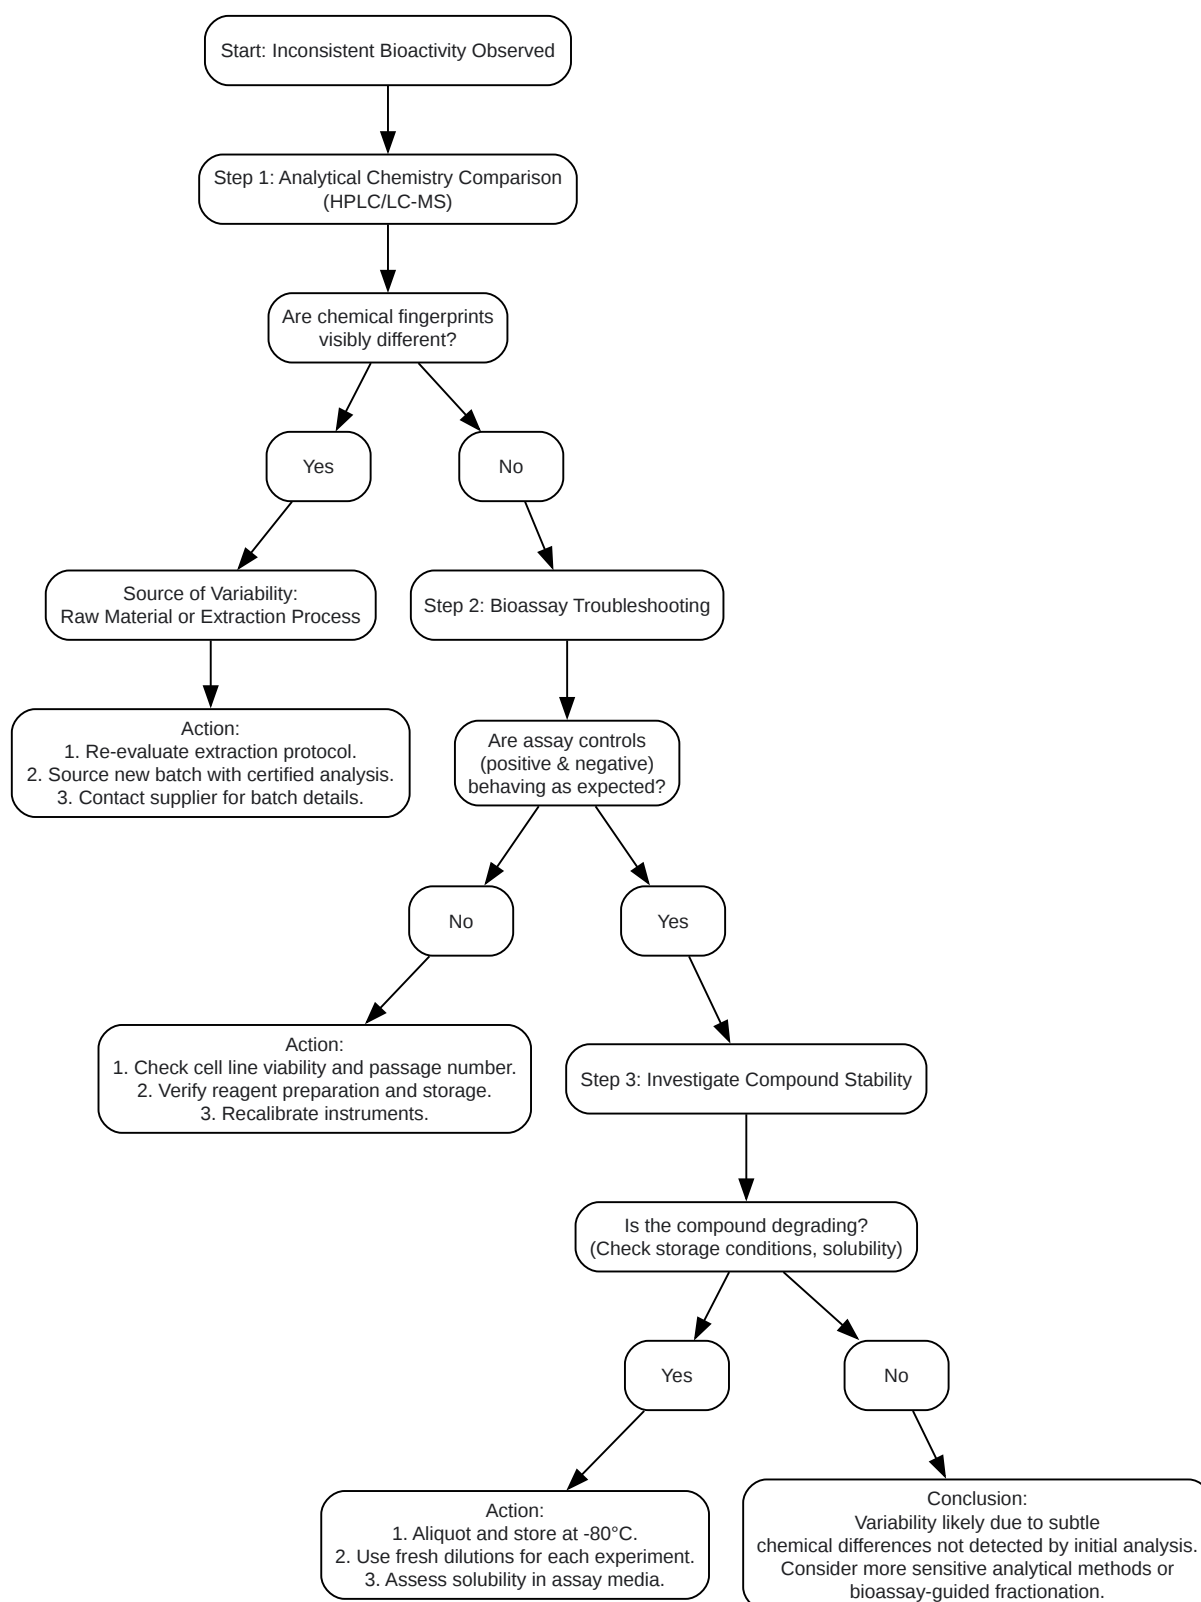 Start: Inconsistent Bioactivity Observed
Step 1: Analytical Chemistry Comparison
(HPLC/LC-MS)
Are chemical fingerprints
visibly different?
Yes
No
Source of Variability:
Raw Material or Extraction Process
Step 2: Bioassay Troubleshooting
Action:
1. Re-evaluate extraction protocol.
2. Source new batch with certified analysis.
3. Contact supplier for batch details.
Are assay controls
(positive & negative)
behaving as expected?
No
Yes
Action:
1. Check cell line viability and passage number.
2. Verify reagent preparation and storage.
3. Recalibrate instruments.
Step 3: Investigate Compound Stability
Is the compound degrading?
(Check storage conditions, solubility)
Yes
No
Action:
1. Aliquot and store at -80°C.
2. Use fresh dilutions for each experiment.
3. Assess solubility in assay media.
Conclusion:
Variability likely due to subtle
chemical differences not detected by initial analysis.
Consider more sensitive analytical methods or
bioassay-guided fractionation.